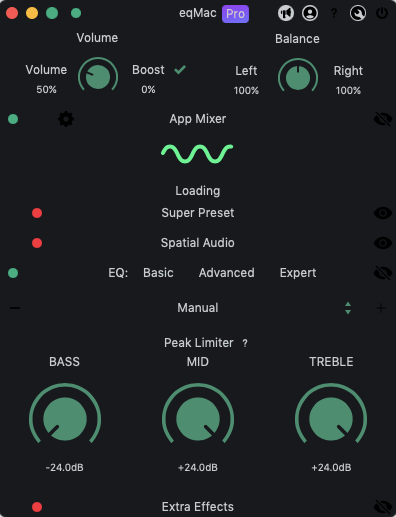 eqMac Pro ?
Volume
Balance
Volume
50%
Boost
0%
Left
100%
Right
100%
App Mixer
Loading
Super Preset
Spatial Audio
EQ: Basic Advanced Expert
Manual
Peak Limiter ?
BASS MID TREBLE
-24.0dB +24.0dB +24.0dB
Extra Effects